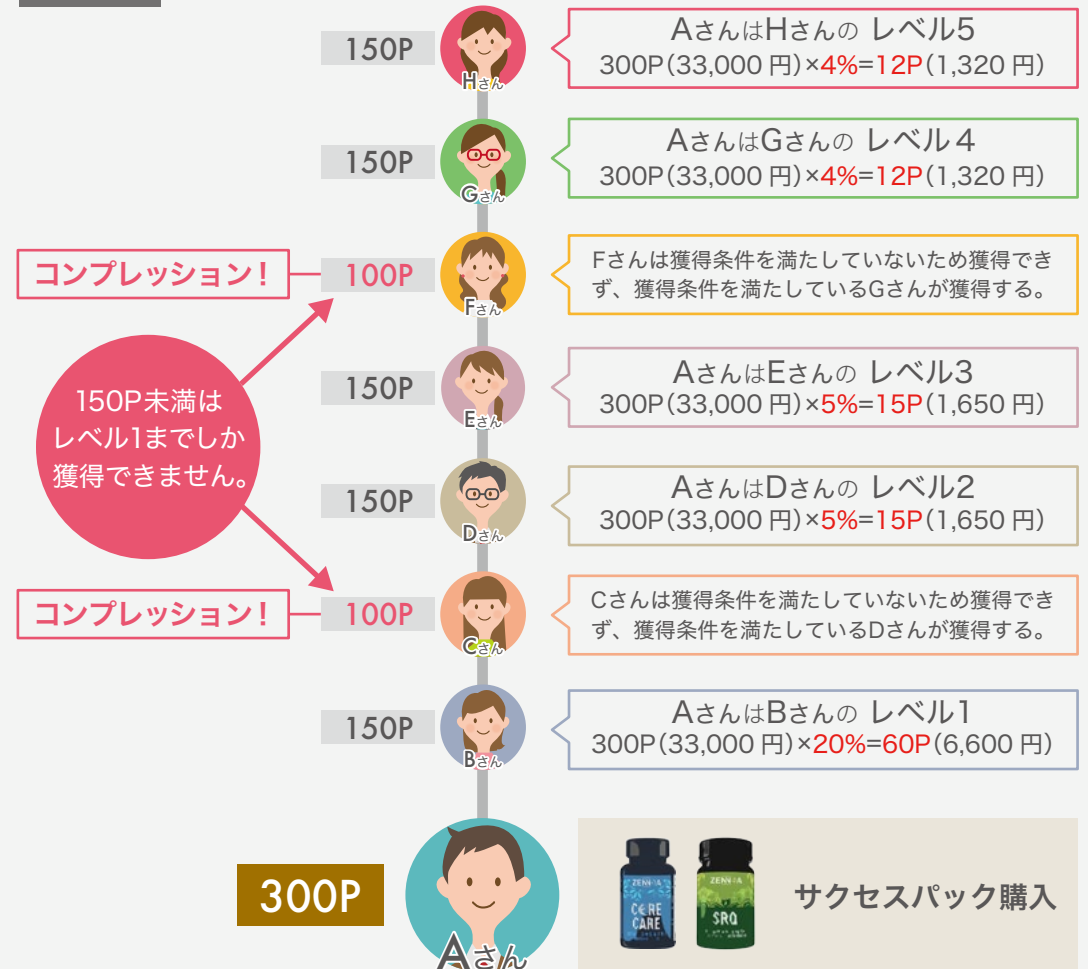 150P
Hさん
AさんはHさんの レベル5
300P(33,000 円)×4%=12P(1,320 円)
150P
Gさん
AさんはGさんの レベル4
300P(33,000 円)×4%=12P(1,320 円)
コンプレッション!
100P
Fさん
Fさんは獲得条件を満たしていないため獲得でき
ず、獲得条件を満たしているGさんが獲得する。
150P未満は
レベル1までしか
獲得できません。
150P
Eさん
AさんはEさんの レベル3
300P(33,000 円)×5%=15P(1,650 円)
150P
Dさん
AさんはDさんの レベル2
300P(33,000 円)×5%=15P(1,650 円)
コンプレッション!
100P
Cさん
Cさんは獲得条件を満たしていないため獲得でき
ず、獲得条件を満たしているDさんが獲得する。
150P
Bさん
AさんはBさんの レベル1
300P(33,000 円)×20%=60P(6,600 円)
300P
Aさん
CERE
CARE
SRQ
サクセスパック購入